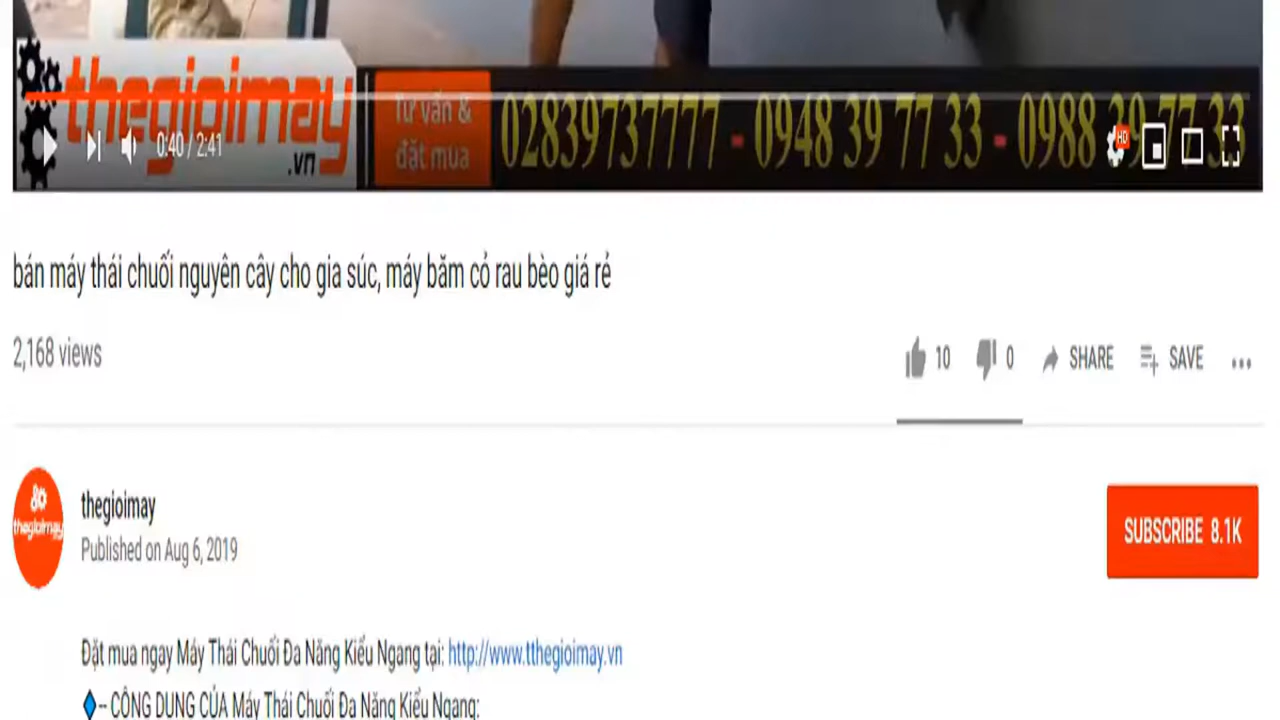 thegioimay
.vn
Tư vấn &
đặt mua
02839737777 - 0948 39 77 33 - 0988 39 77 33
0:40 / 2:41
HD
bán máy thái chuối nguyên cây cho gia súc, máy băm cỏ rau bèo giá rẻ
2,168 views
10 0 SHARE SAVE
thegioimay
thegioimay
Published on Aug 6, 2019
SUBSCRIBE 8.1K
Đặt mua ngay Máy Thái Chuối Đa Năng Kiểu Ngang tại: http://www.tthegioimay.vn
-- CÔNG DỤNG CỦA Máy Thái Chuối Đa Năng Kiểu Ngang: